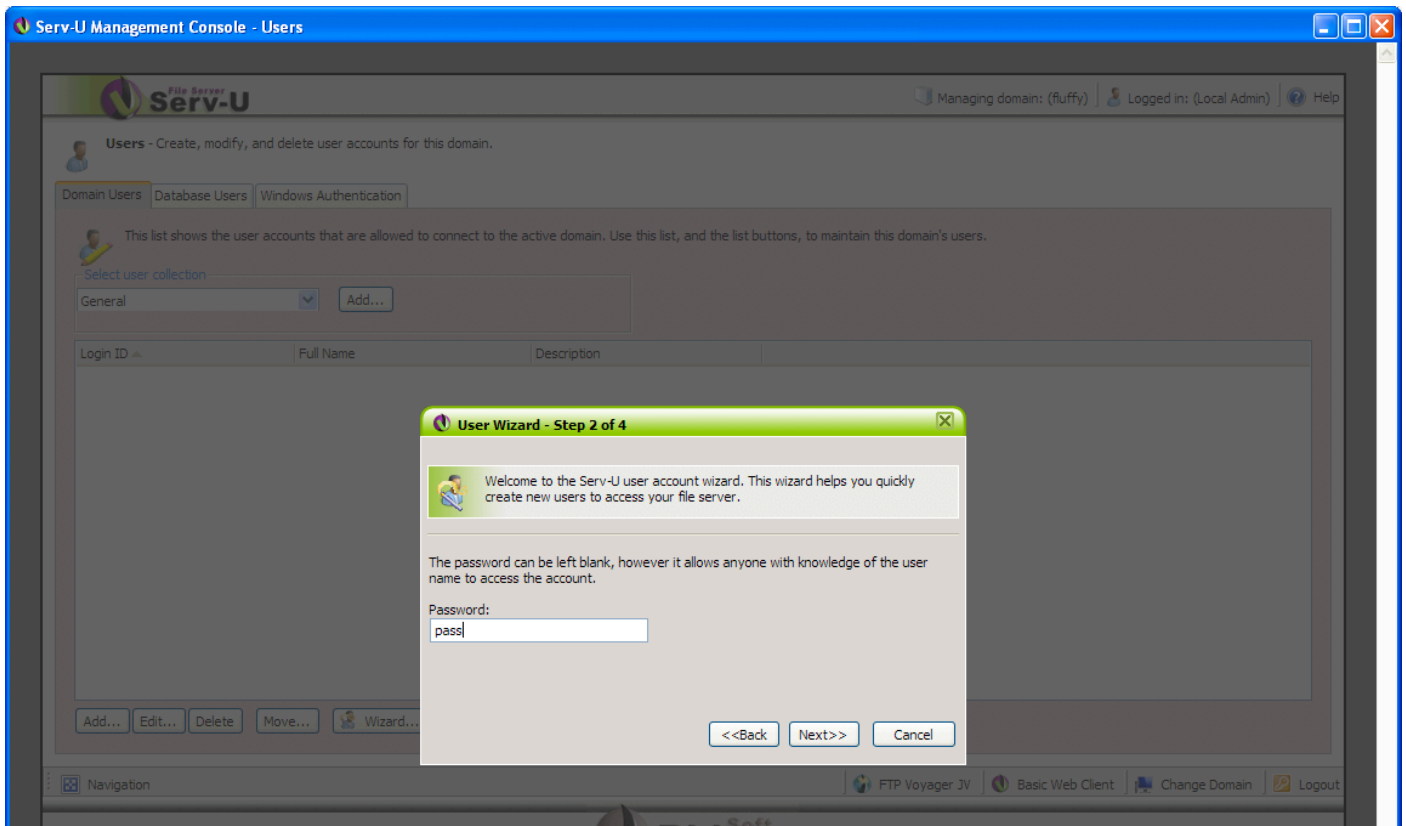 Serv-U Management Console - Users
File Server
Serv-U
Managing domain: (fluffy) Logged in: (Local Admin) Help
Users - Create, modify, and delete user accounts for this domain.
Domain Users Database Users Windows Authentication
This list shows the user accounts that are allowed to connect to the active domain. Use this list, and the list buttons, to maintain this domain's users.
Select user collection
General Add...
Login ID Full Name Description
User Wizard - Step 2 of 4
Welcome to the Serv-U user account wizard. This wizard helps you quickly
create new users to access your file server.
The password can be left blank, however it allows anyone with knowledge of the user
name to access the account.
Password:
pass
<<Back Next>> Cancel
Add... Edit... Delete Move... Wizard...
Navigation FTP Voyager JV Basic Web Client Change Domain Logout
Soft